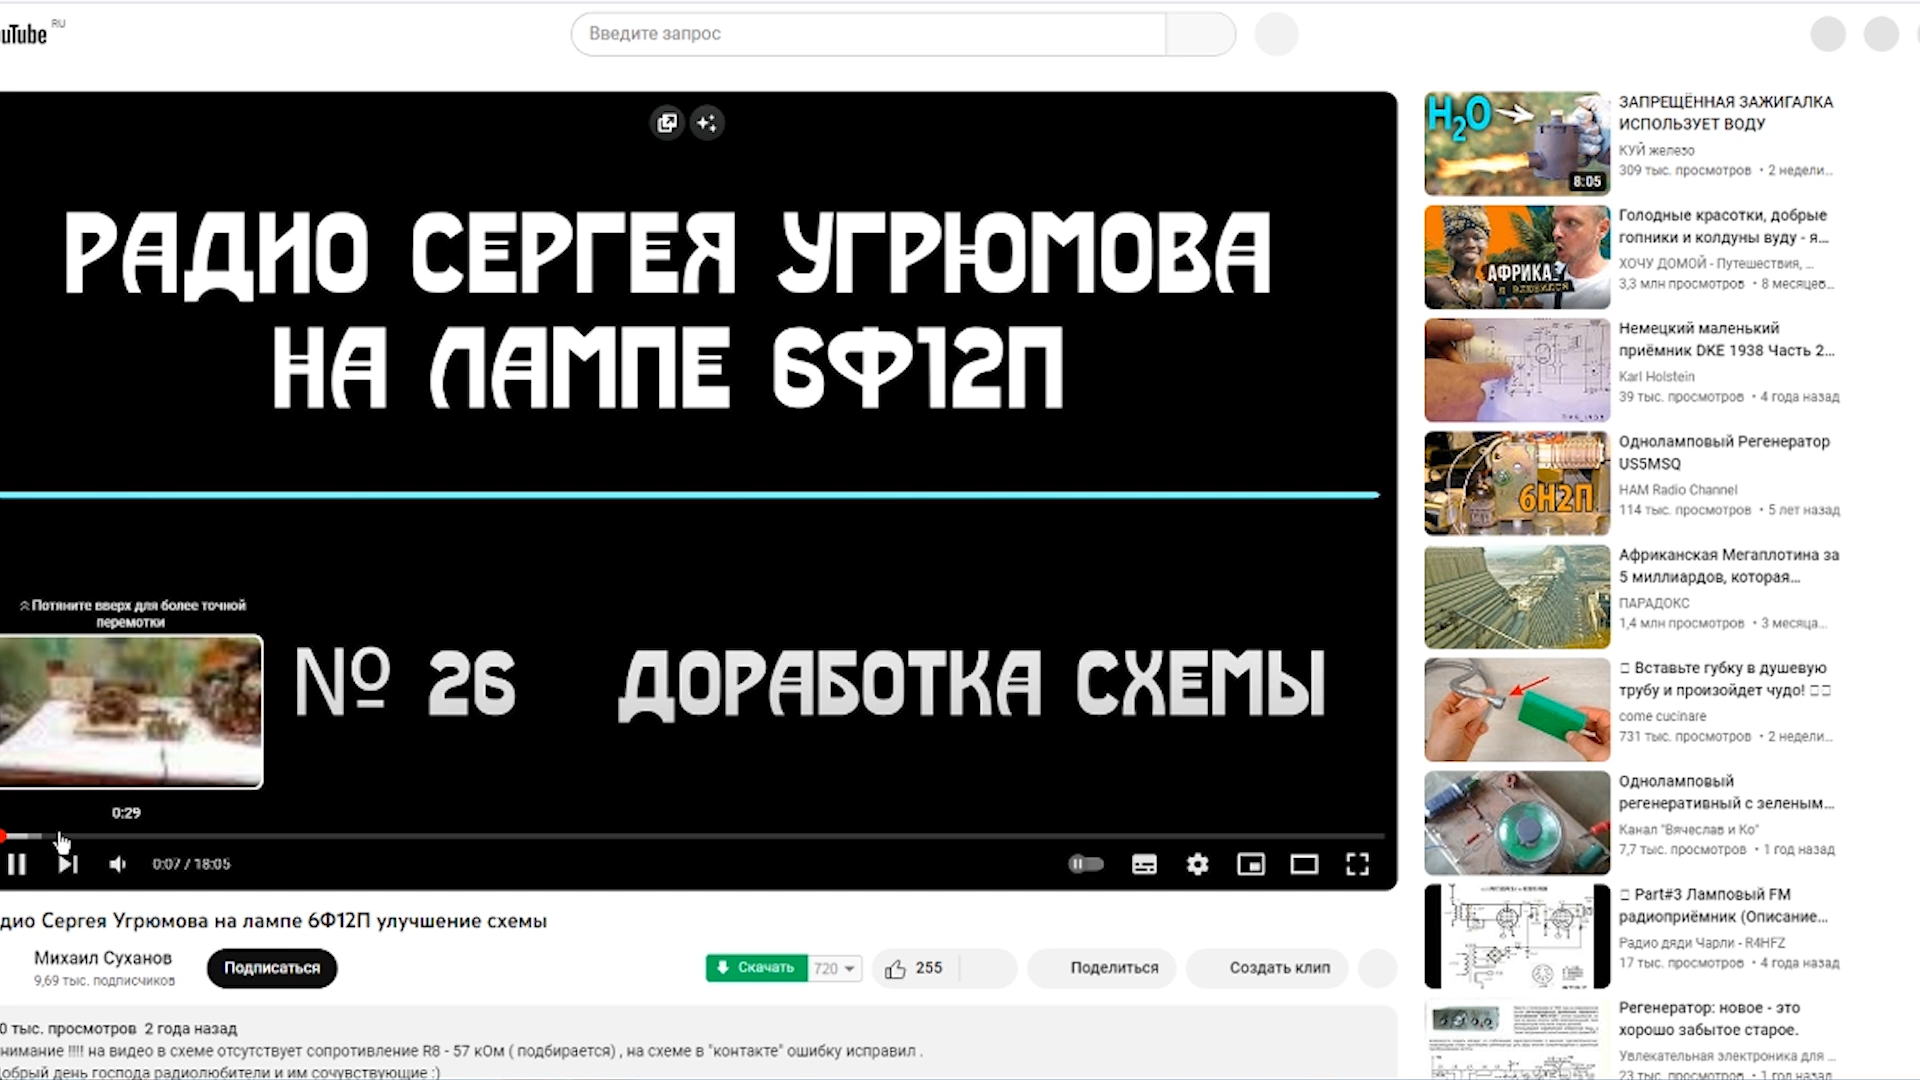 uTube RU
Введите запрос
РАДИО СЕРГЕЯ УГРЮМОВА
НА ЛАМПЕ 6Ф12П
Потяните вверх для более точной
перемотки
№ 26 ДОРАБОТКА СХЕМЫ
0:29
0:07 / 18:05
дио Сергея Угрюмова на лампе 6Ф12П улучшение схемы
Михаил Суханов
9,69 тыс. подписчиков
Подписаться
Скачать 720
255
Поделиться
Создать клип
0 тыс. просмотров 2 года назад
нимание !!!! на видео в схеме отсутствует сопротивление R8 - 57 кОм ( подбирается) , на схеме в "контакте" ошибку исправил .
обрый день господа радиолюбители и им сочувствующие :)
H2O
8:05
ЗАПРЕЩЁННАЯ ЗАЖИГАЛКА
ИСПОЛЬЗУЕТ ВОДУ
КУЙ железо
309 тыс. просмотров • 2 недели...
АФРИКА
Я ВЛЮБИЛСЯ
Голодные красотки, добрые
гопники и колдуны вуду - я...
ХОЧУ ДОМОЙ - Путешествия, ...
3,3 млн просмотров • 8 месяцев...
Немецкий маленький
приёмник DKE 1938 Часть 2...
Karl Holstein
39 тыс. просмотров • 4 года назад
6Н2П
Одноламповый Регенератор
US5MSQ
HAM Radio Channel
114 тыс. просмотров • 5 лет назад
Африканская Мегаплотина за
5 миллиардов, которая...
ПАРАДОКС
1,4 млн просмотров • 3 месяца...
Вставьте губку в душевую
трубу и произойдет чудо!
come cucinare
731 тыс. просмотров • 2 недели...
Одноламповый
регенеративный с зеленым...
Канал "Вячеслав и Ко"
7,7 тыс. просмотров • 1 год назад
Part#3 Ламповый FM
радиоприёмник (Описание...
Радио дяди Чарли - R4HFZ
17 тыс. просмотров • 4 года назад
Регенератор: новое - это
хорошо забытое старое.
Увлекательная электроника для ...
23 тыс. просмотров • 1 год назад